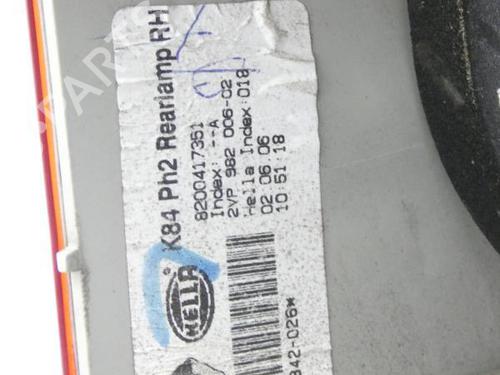 K84 Ph2 Rearlamp RH
8200417351
Index: --A
2VP 982 006-02
Hella Index:018
02.06.06
10:51:18
HELLA
342-026*